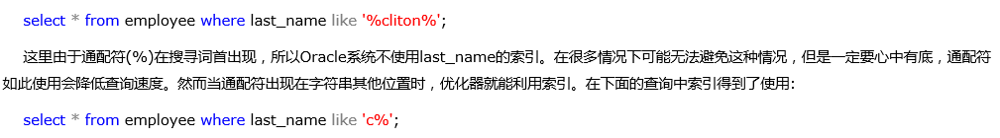 select * from employee where last_name like '%cliton%';
这里由于通配符(%)在搜寻词首出现，所以Oracle系统不使用last_name的索引。在很多情况下可能无法避免这种情况，但是一定要心中有底，通配符
如此使用会降低查询速度。然而当通配符出现在字符串其他位置时，优化器就能利用索引。在下面的查询中索引得到了使用:
select * from employee where last_name like 'c%';